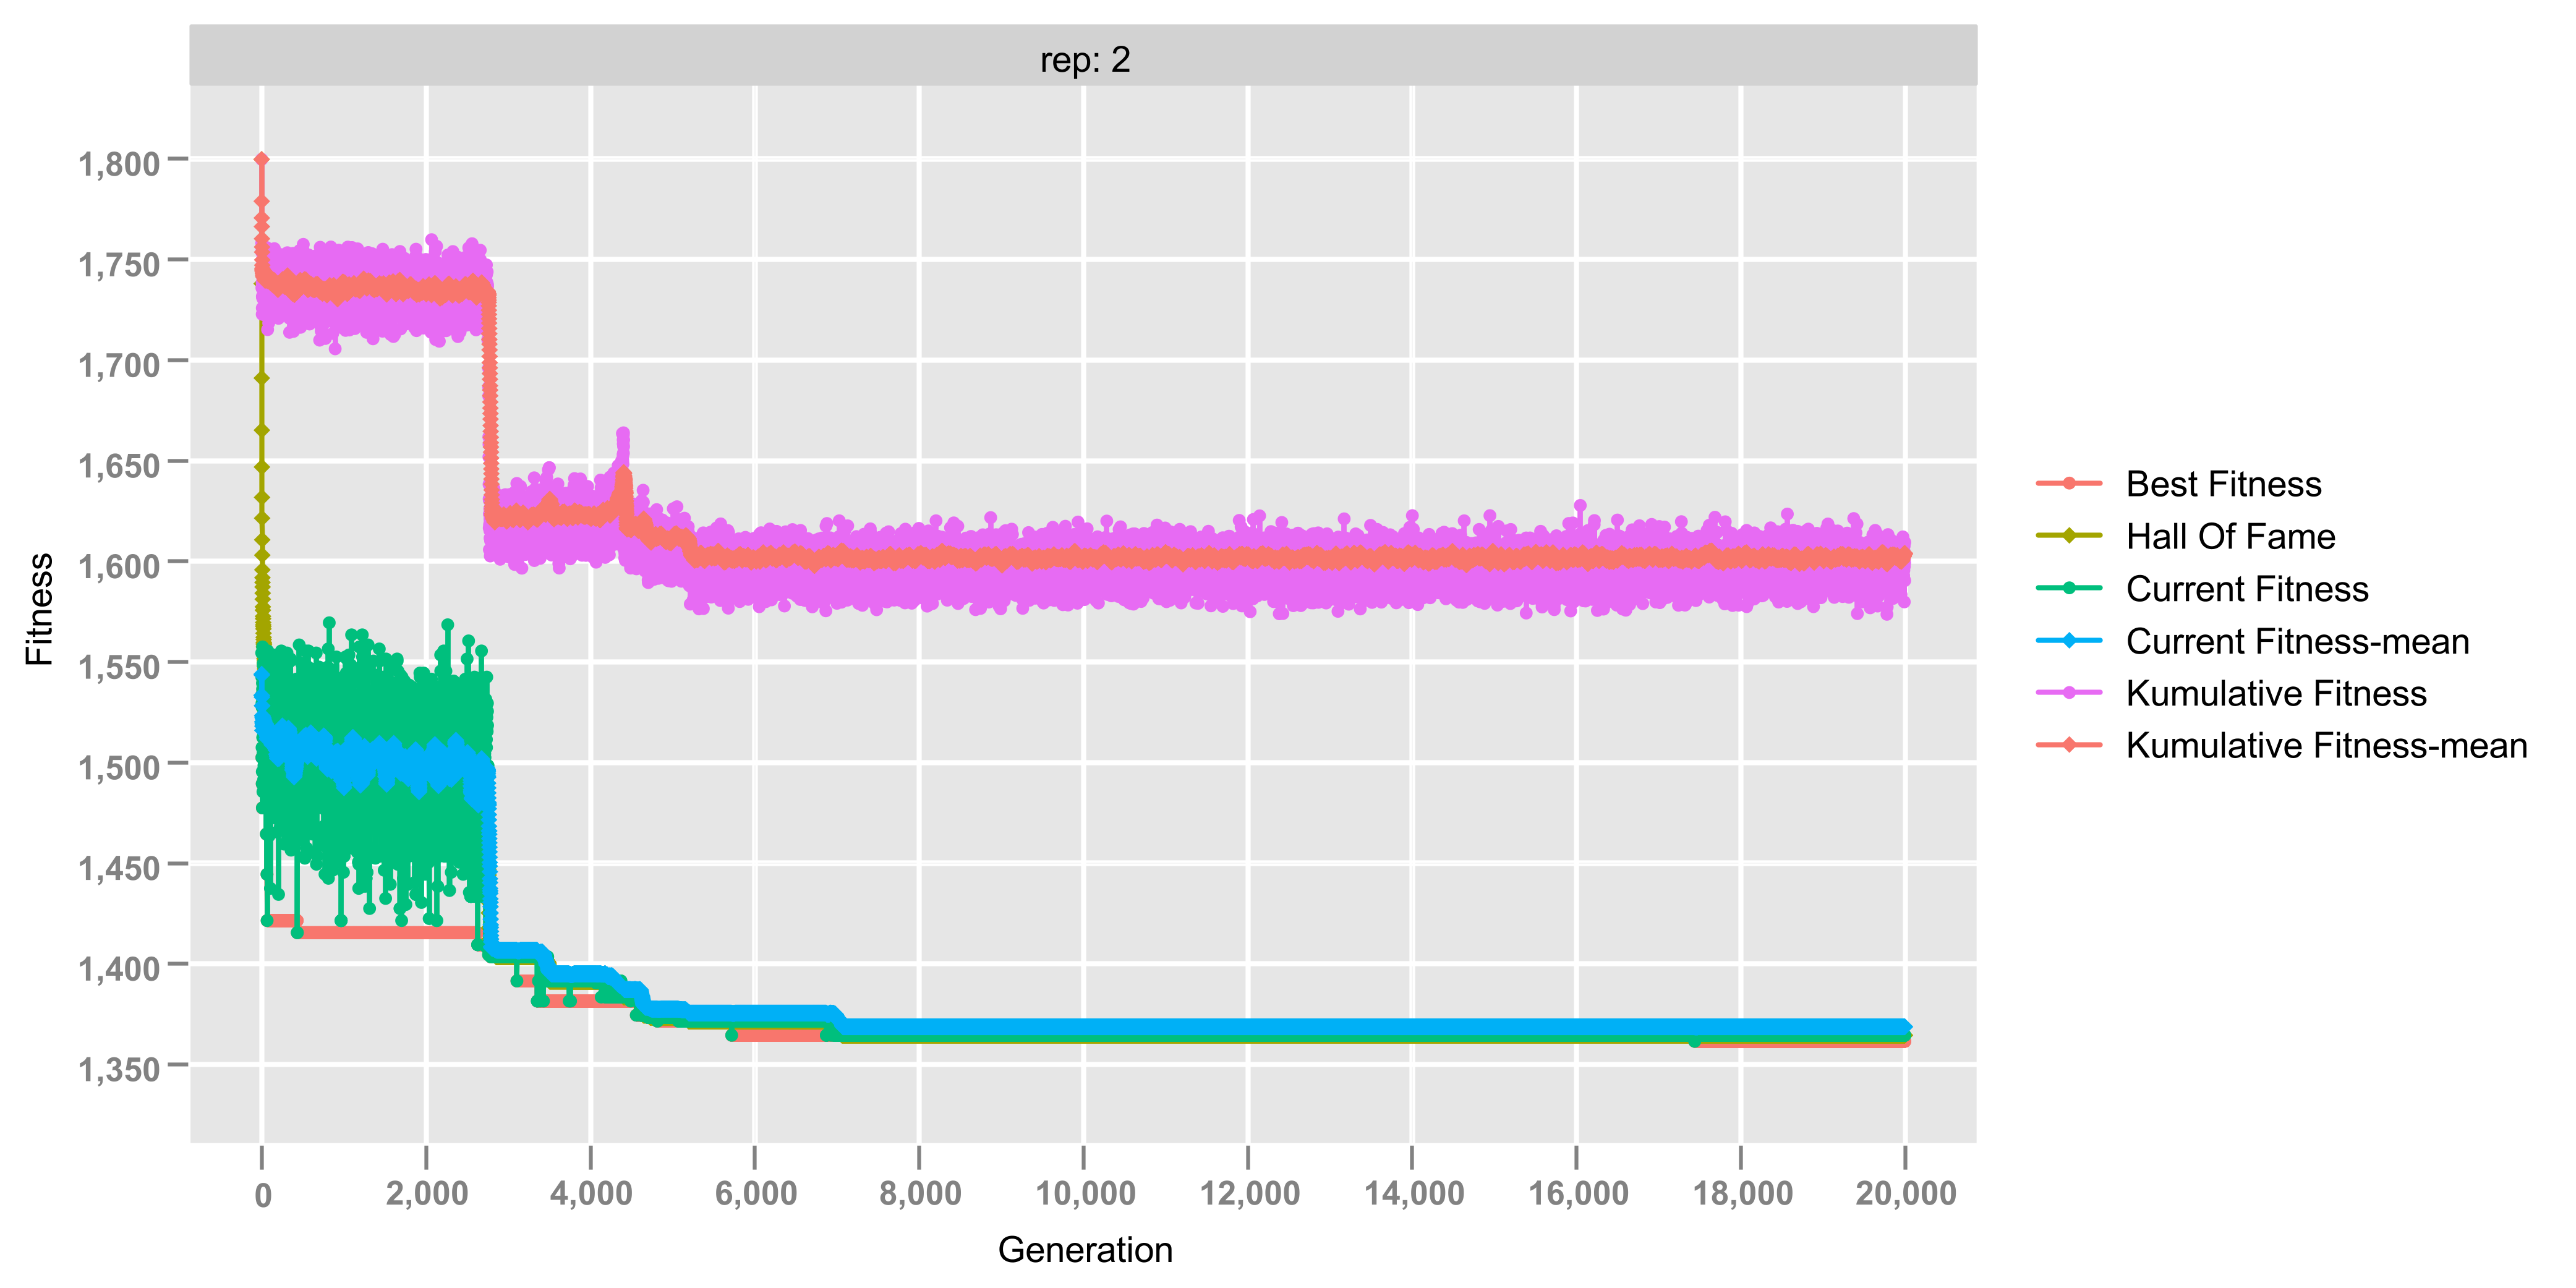 rep: 2
1,800
1,750
1,700
1,650
1,600
1,550
1,500
1,450
1,400
1,350
Fitness
0 2,000 4,000 6,000 8,000 10,000 12,000 14,000 16,000 18,000 20,000
Generation
Best Fitness
Hall Of Fame
Current Fitness
Current Fitness-mean
Kumulative Fitness
Kumulative Fitness-mean